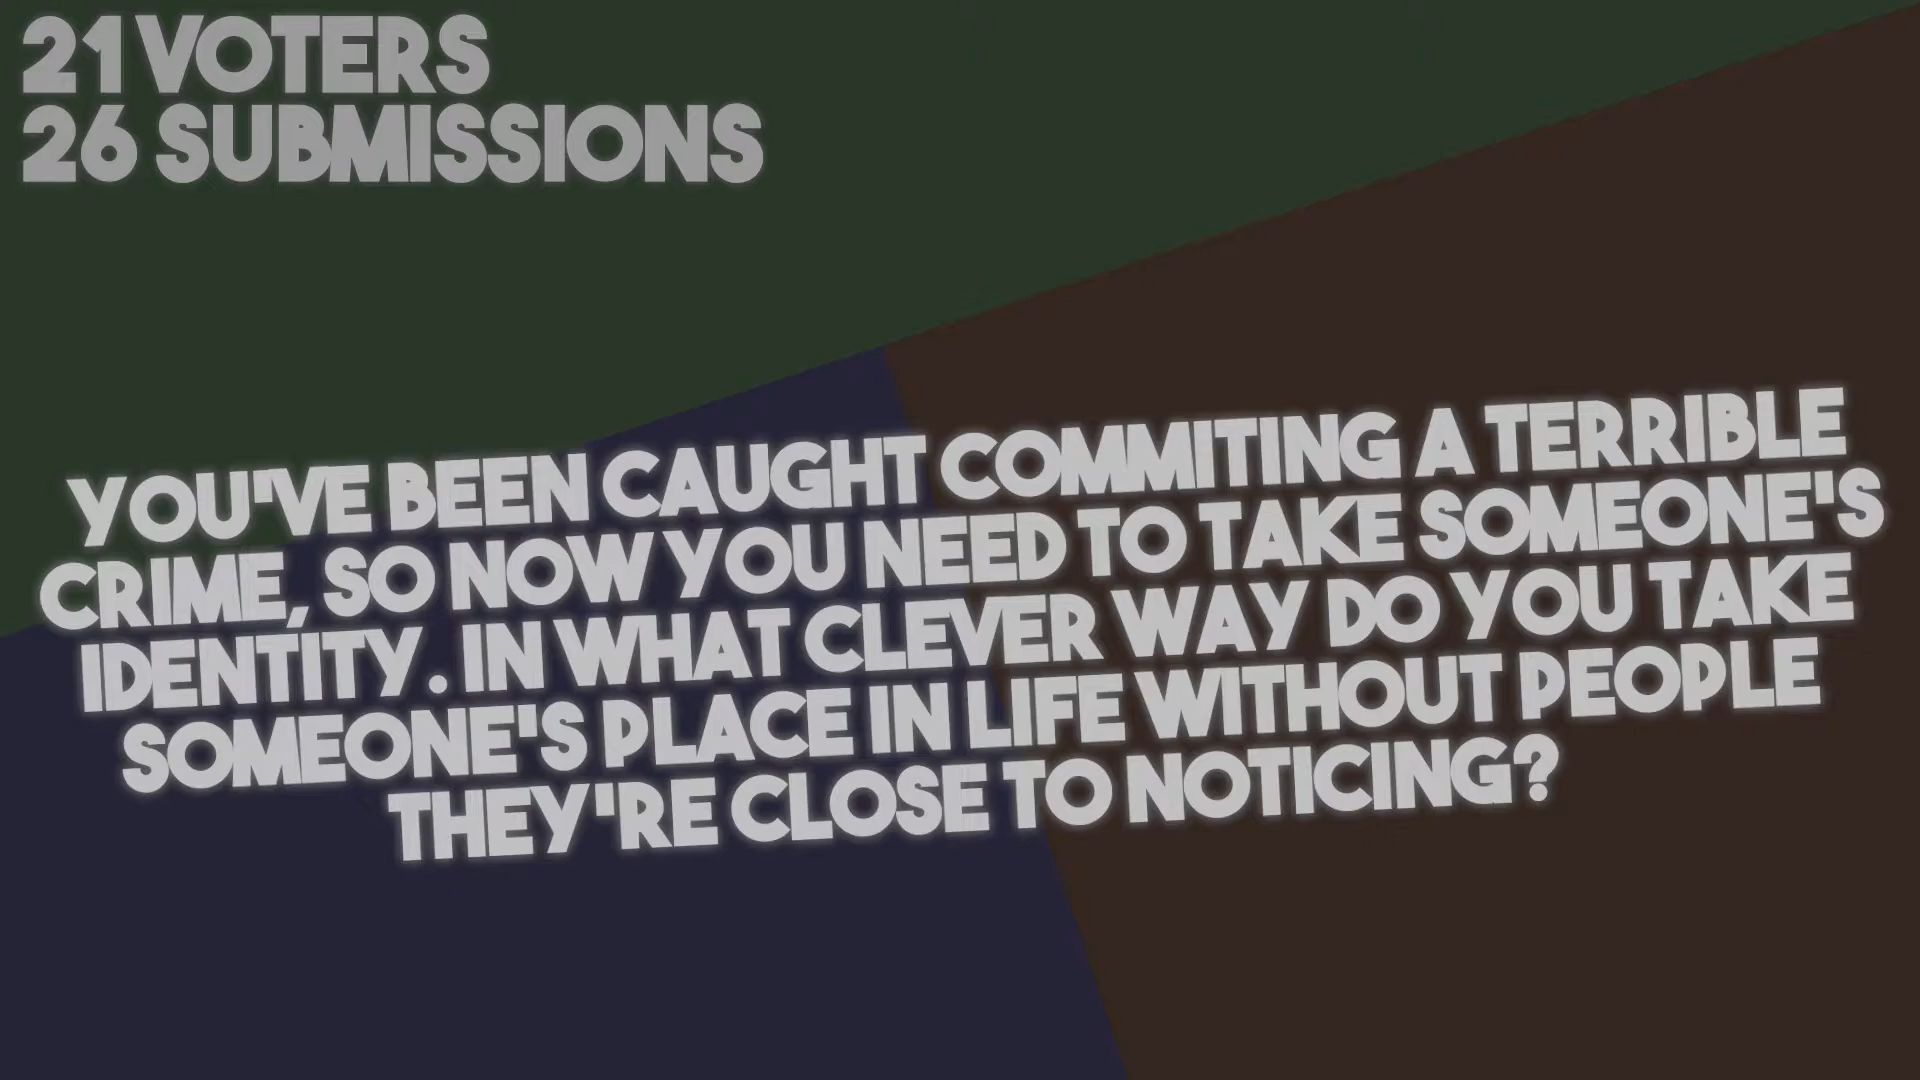 21 VOTERS
26 SUBMISSIONS
YOU'VE BEEN CAUGHT COMMITING A TERRIBLE
CRIME, SO NOW YOU NEED TO TAKE SOMEONE'S
IDENTITY. IN WHAT CLEVER WAY DO YOU TAKE
SOMEONE'S PLACE IN LIFE WITHOUT PEOPLE
THEY'RE CLOSE TO NOTICING?